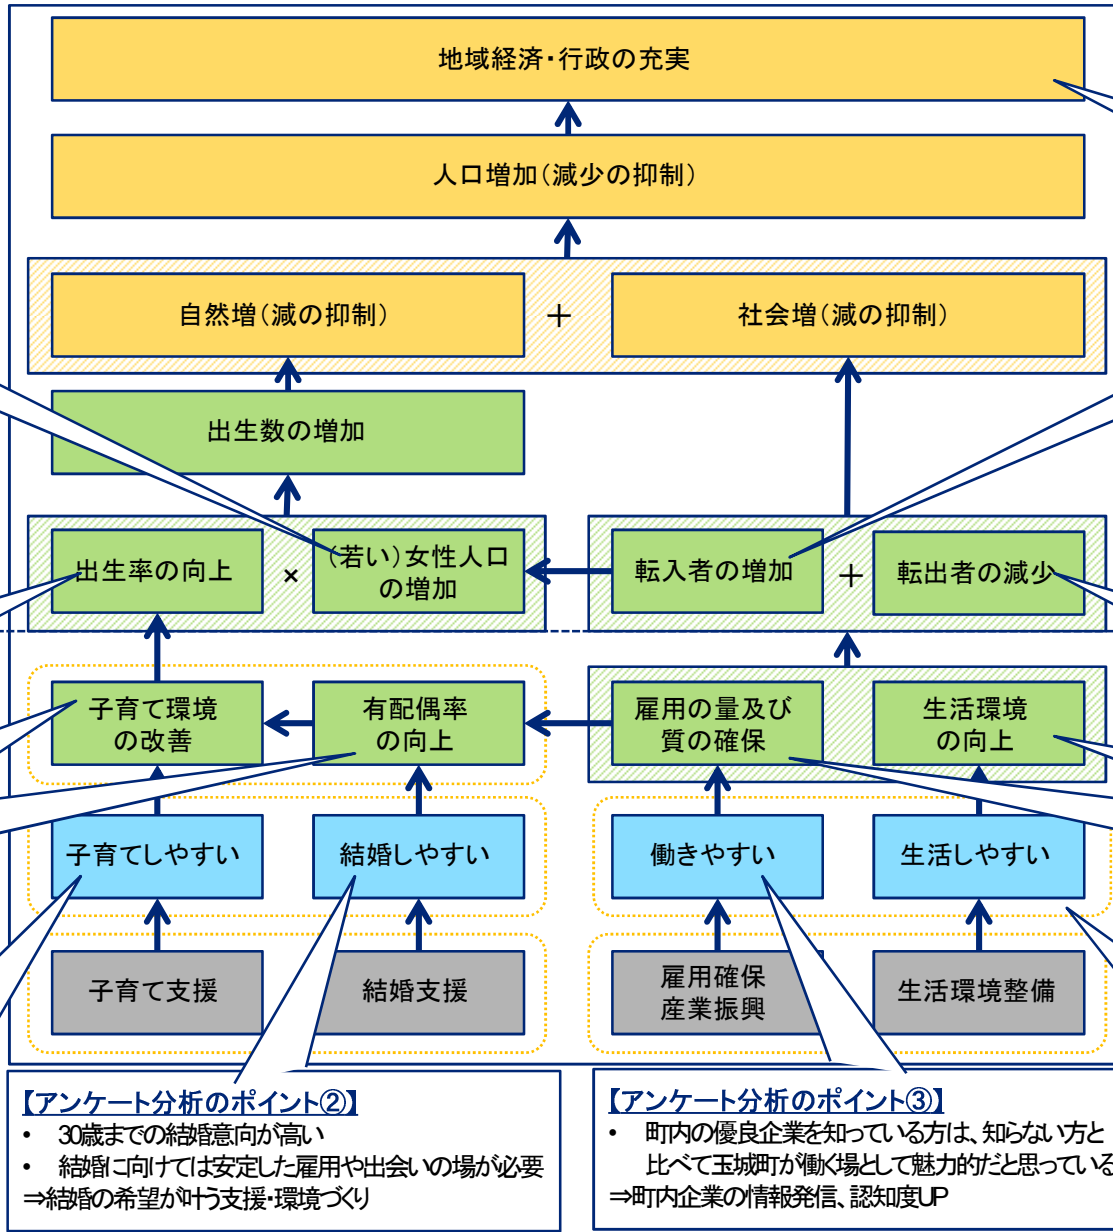 地域経済・行政の充実
人口増加(減少の抑制)
自然増(減の抑制)
＋
社会増(減の抑制)
出生数の増加
出生率の向上
×
(若い)女性人口
の増加
転入者の増加
＋
転出者の減少
子育て環境
の改善
有配偶率
の向上
雇用の量及び
質の確保
生活環境
の向上
子育てしやすい
結婚しやすい
働きやすい
生活しやすい
子育て支援
結婚支援
雇用確保
産業振興
生活環境整備
【アンケート分析のポイント②】
• 30歳までの結婚意向が高い
• 結婚に向けては安定した雇用や出会いの場が必要
⇒結婚の希望が叶う支援・環境づくり
【アンケート分析のポイント③】
• 町内の優良企業を知っている方は、知らない方と
比べて玉城町が働く場として魅力的だと思っている
⇒町内企業の情報発信、認知度UP